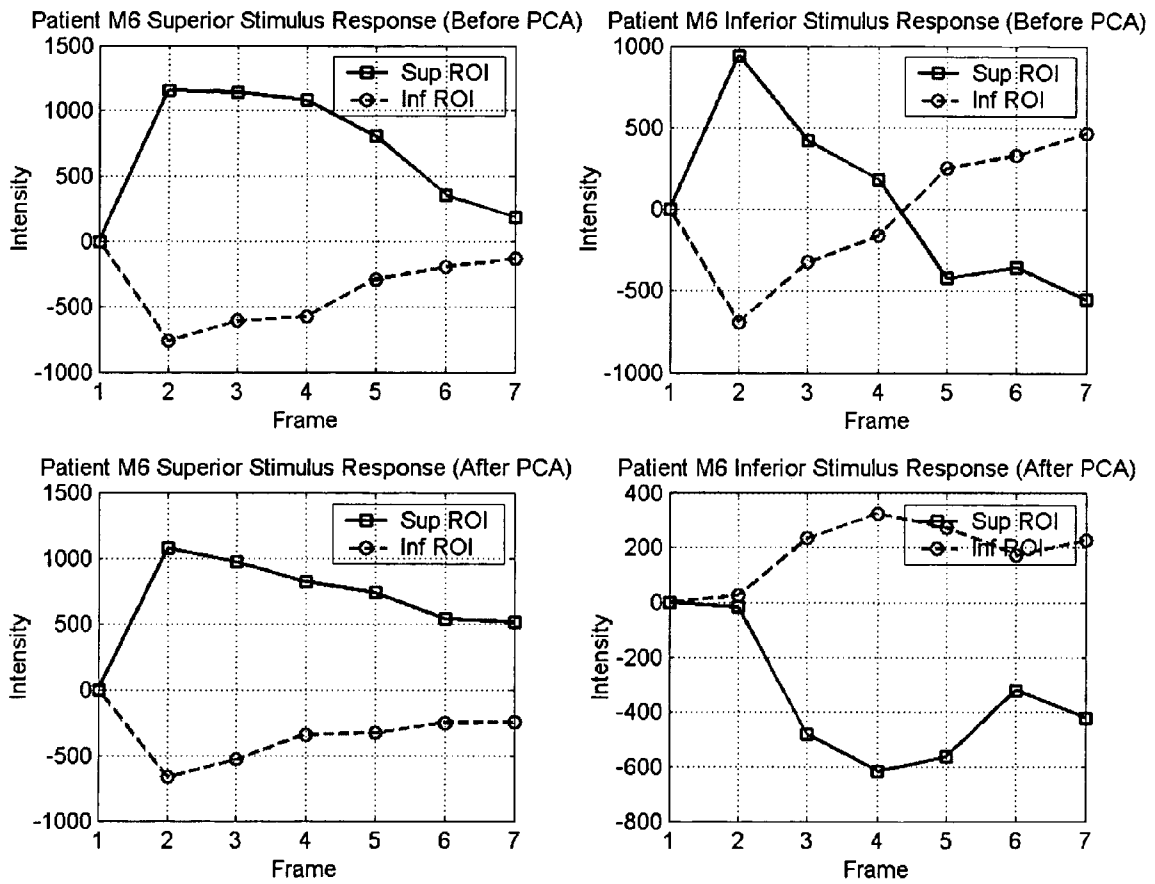 Patient M6 Superior Stimulus Response (Before PCA)
1500
1000
500
0
-500
-1000
Intensity
Sup ROI
Inf ROI
1 2 3 4 5 6 7
Frame
Patient M6 Inferior Stimulus Response (Before PCA)
1000
500
0
-500
-1000
Intensity
Sup ROI
Inf ROI
1 2 3 4 5 6 7
Frame
Patient M6 Superior Stimulus Response (After PCA)
1500
1000
500
0
-500
-1000
Intensity
Sup ROI
Inf ROI
1 2 3 4 5 6 7
Frame
Patient M6 Inferior Stimulus Response (After PCA)
400
200
0
-200
-400
-600
-800
Intensity
Sup ROI
Inf ROI
1 2 3 4 5 6 7
Frame